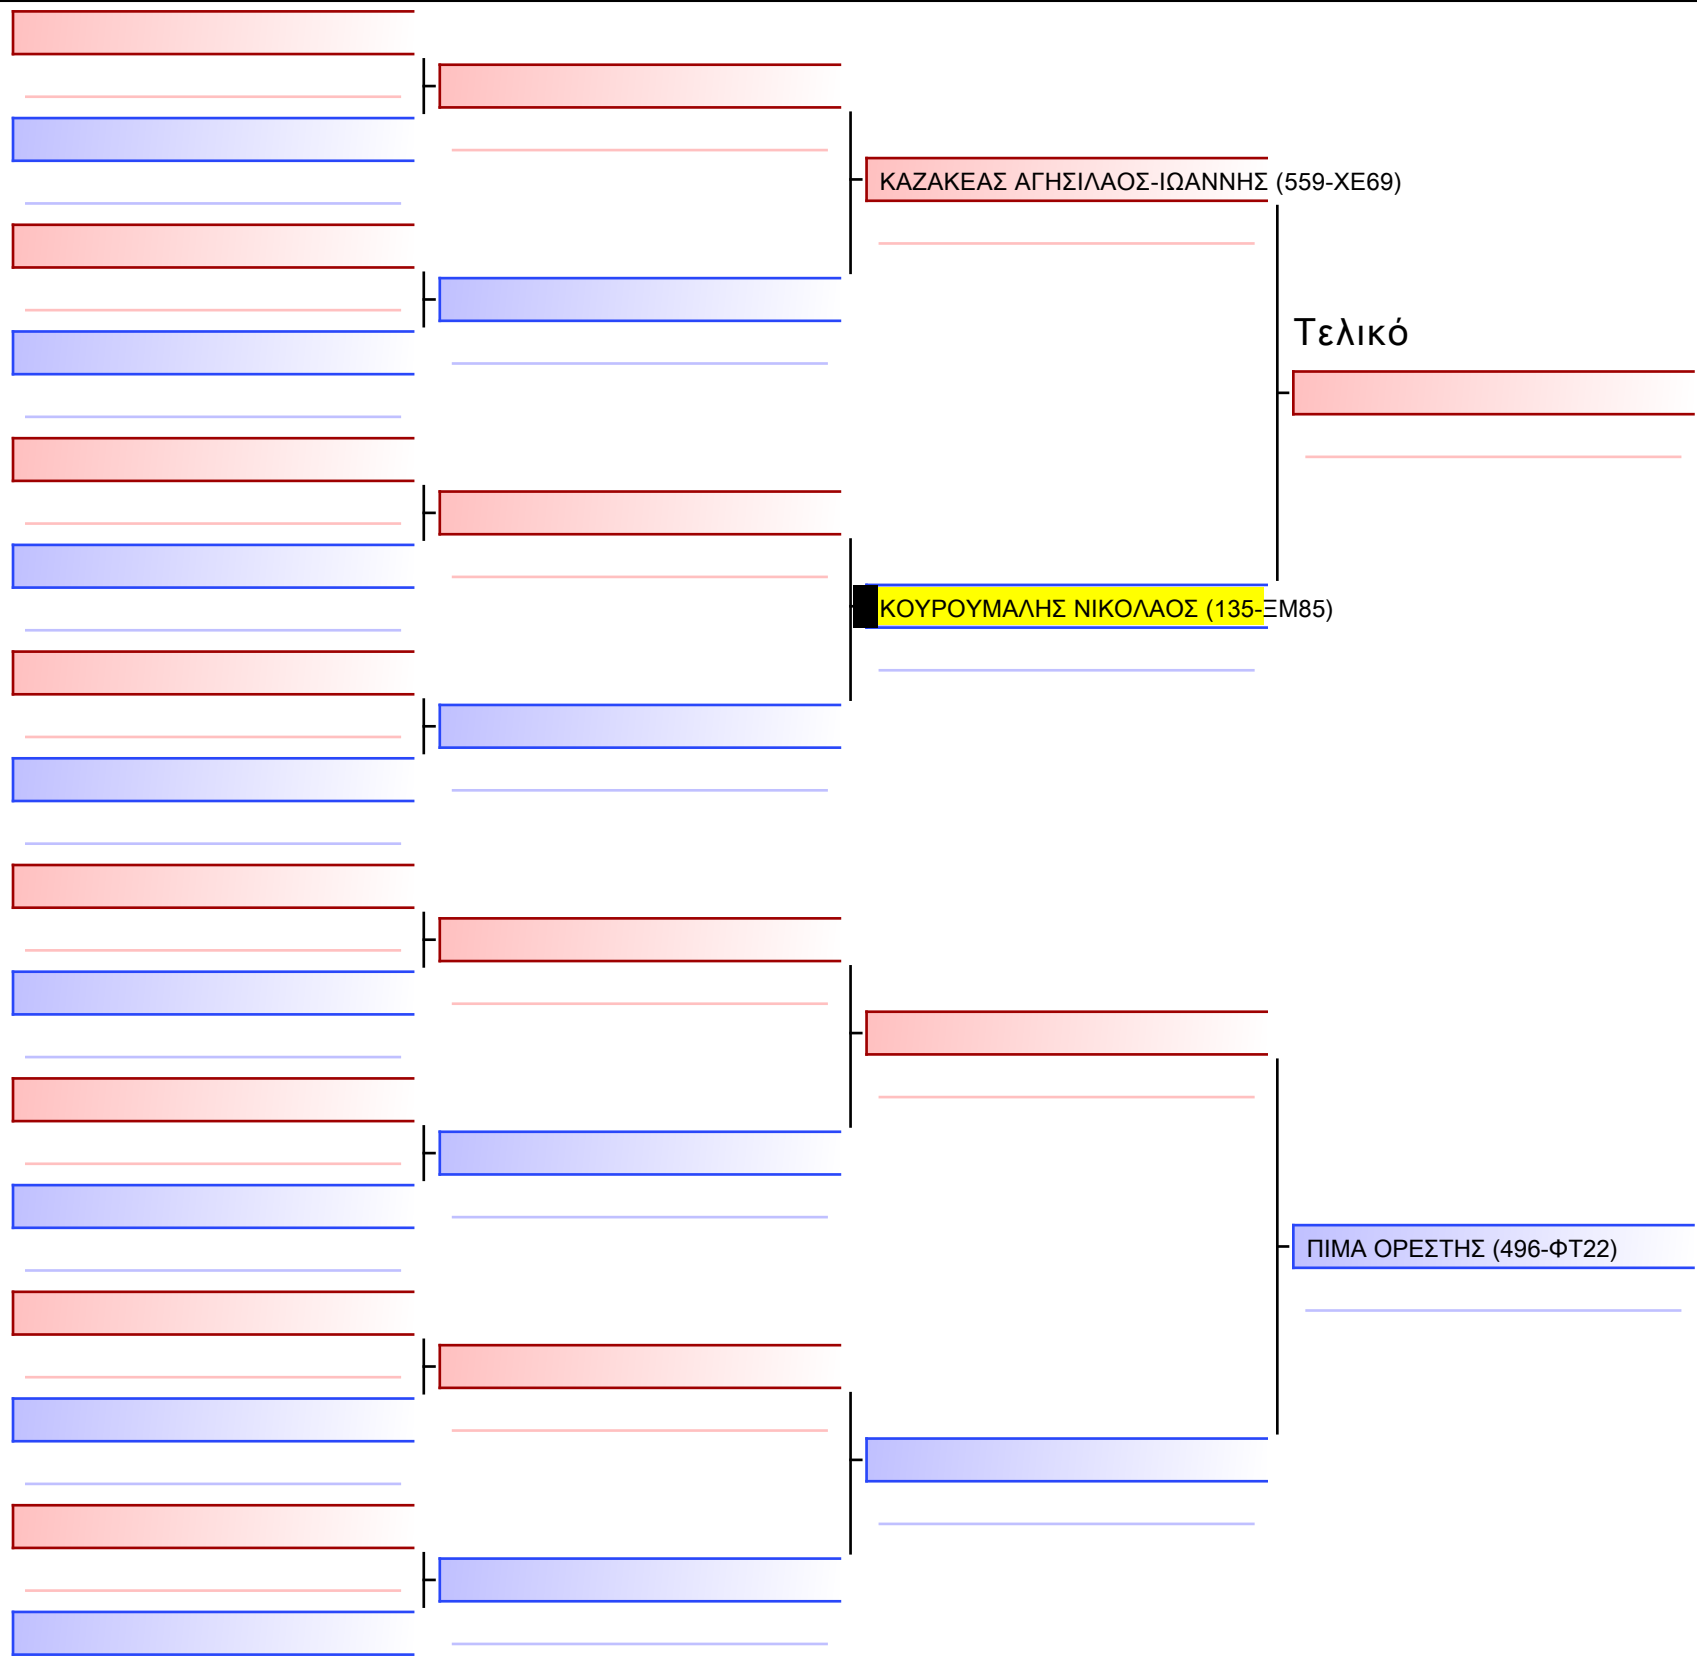 ΚΑΖΑΚΕΑΣ ΑΓΗΣΙΛΑΟΣ-ΙΩΑΝΝΗΣ (559-ΧΕ69)
Τελικό
ΚΟΥΡΟΥΜΑΛΗΣ ΝΙΚΟΛΑΟΣ (135-ΞΜ85)
ΠΙΜΑ ΟΡΕΣΤΗΣ (496-ΦΤ22)